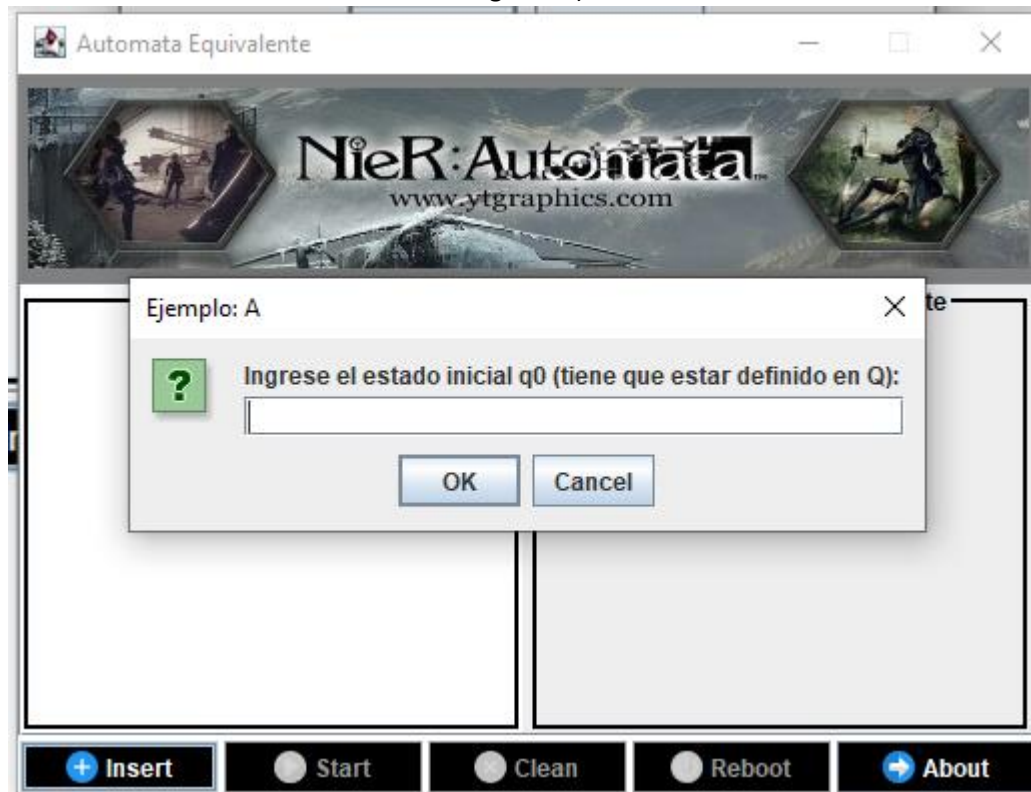 Automata Equivalente
NieR:Automata
www.ytgraphics.com
Ejemplo: A
te
Ingrese el estado inicial q0 (tiene que estar definido en Q):
OK
Cancel
Insert
Start
Clean
Reboot
About